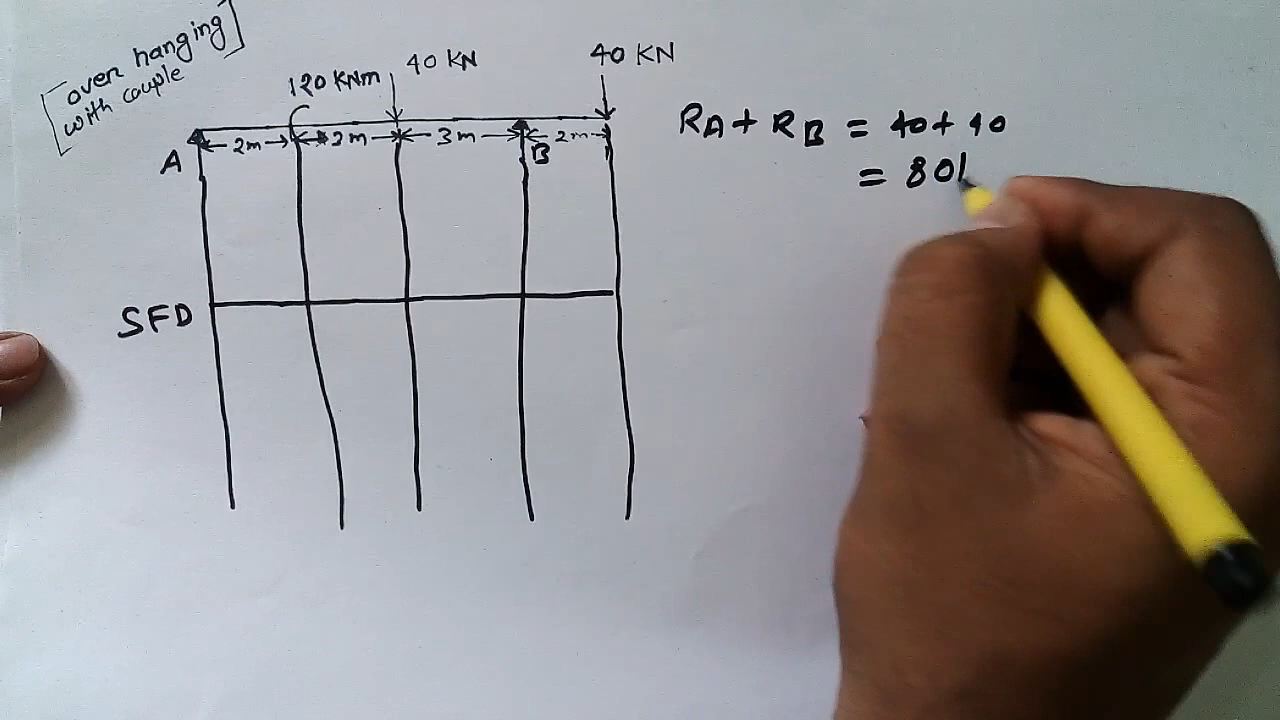 [over hanging
with couple]
120 KNm
40 KN
40 KN
A
2m
2m
3m
B
2m
SFD
RA + RB = 40 + 40
= 80